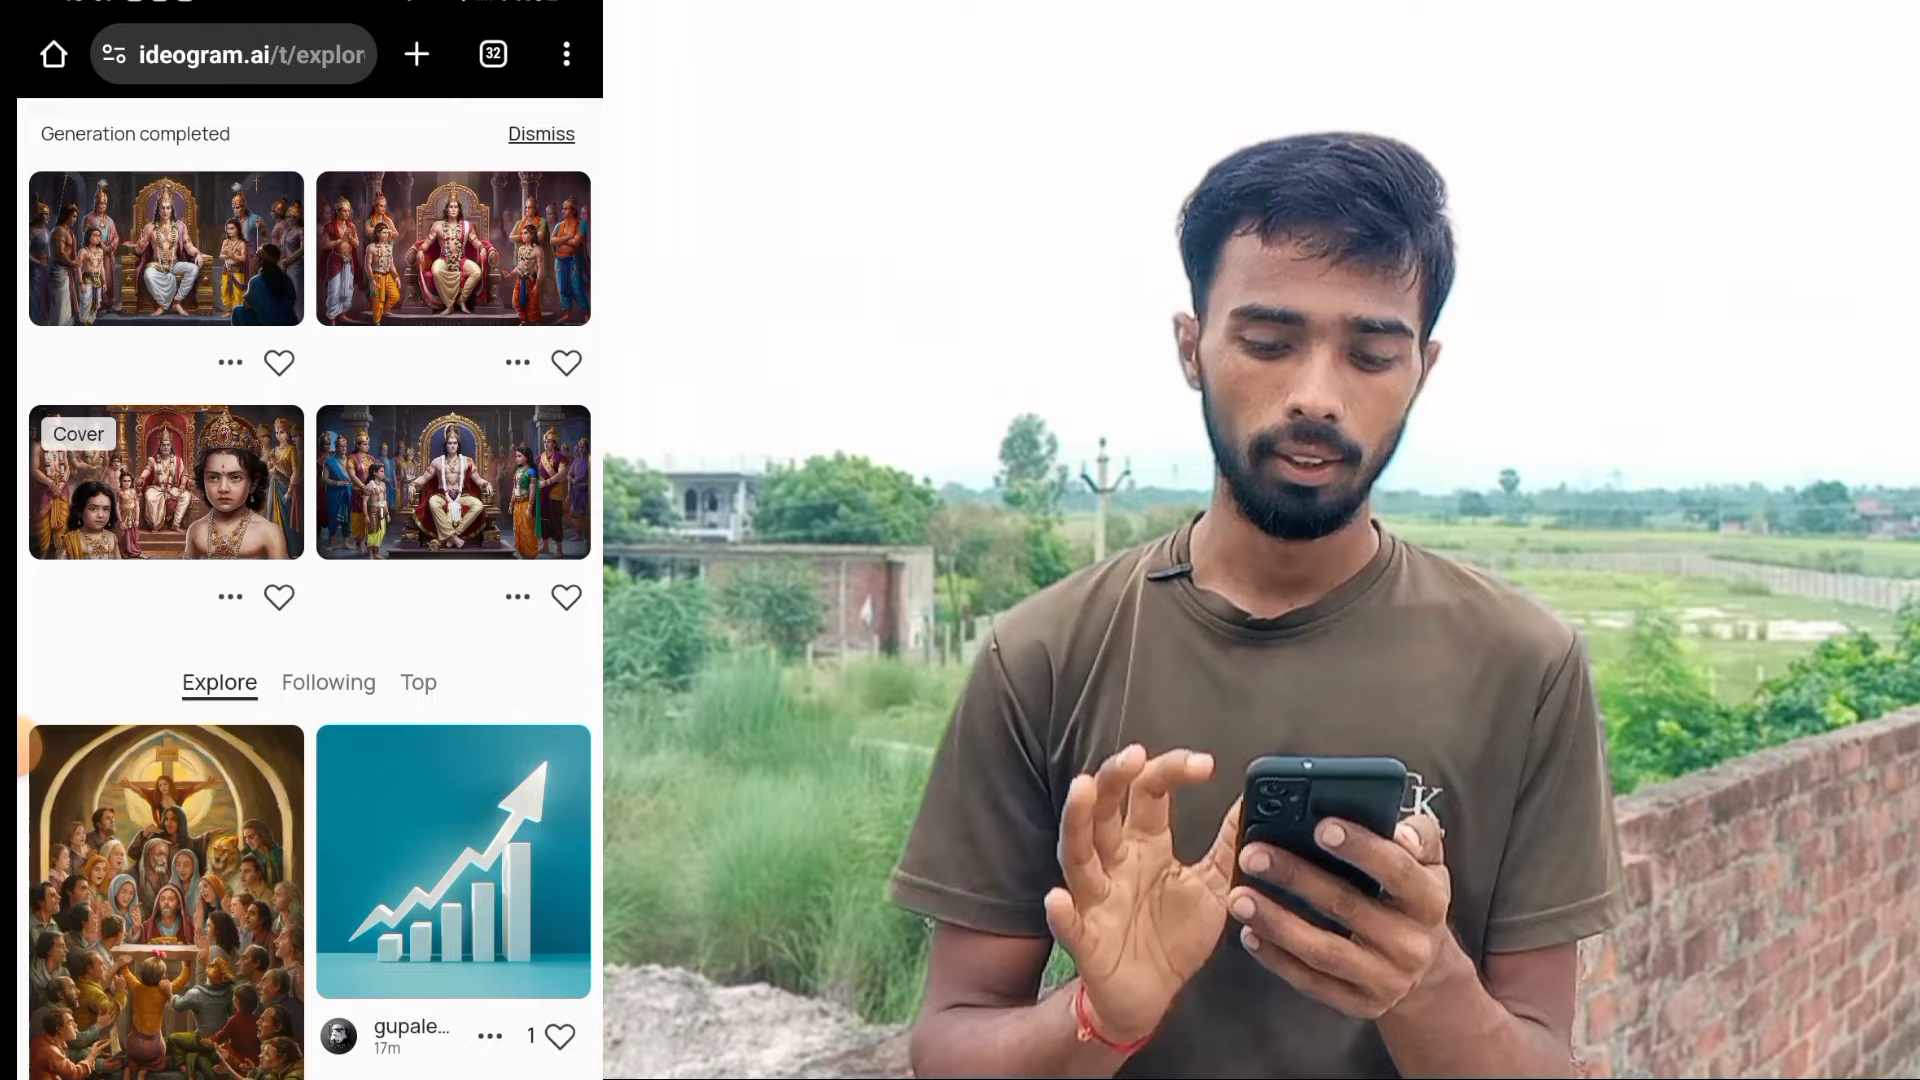 ideogram.ai/t/explor
32
Generation completed
Dismiss
Cover
Explore
Following
Top
gupale...
1
17m